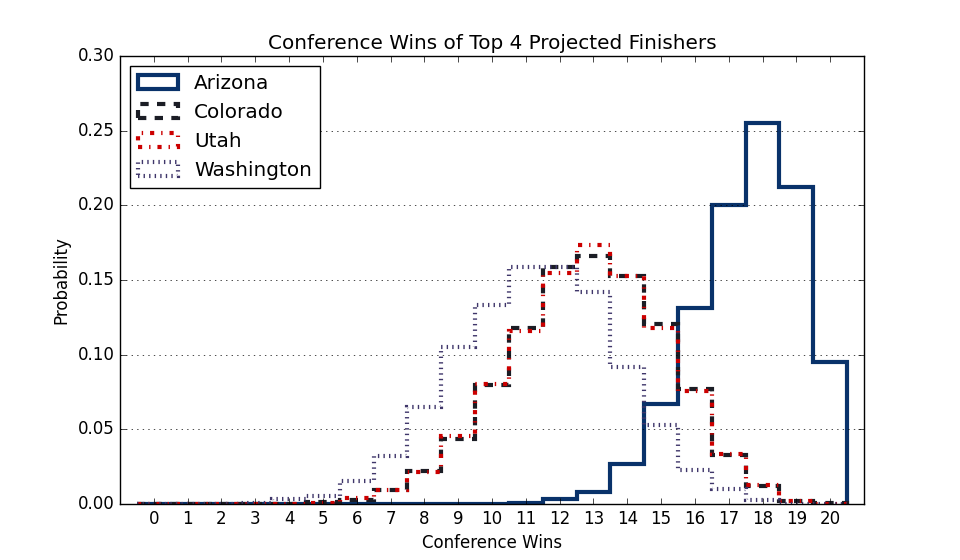 Conference Wins of Top 4 Projected Finishers
0.30
0.25
0.20
0.15
0.10
0.05
0.00
Probability
Arizona
Colorado
Utah
Washington
0 1 2 3 4 5 6 7 8 9 10 11 12 13 14 15 16 17 18 19 20
Conference Wins